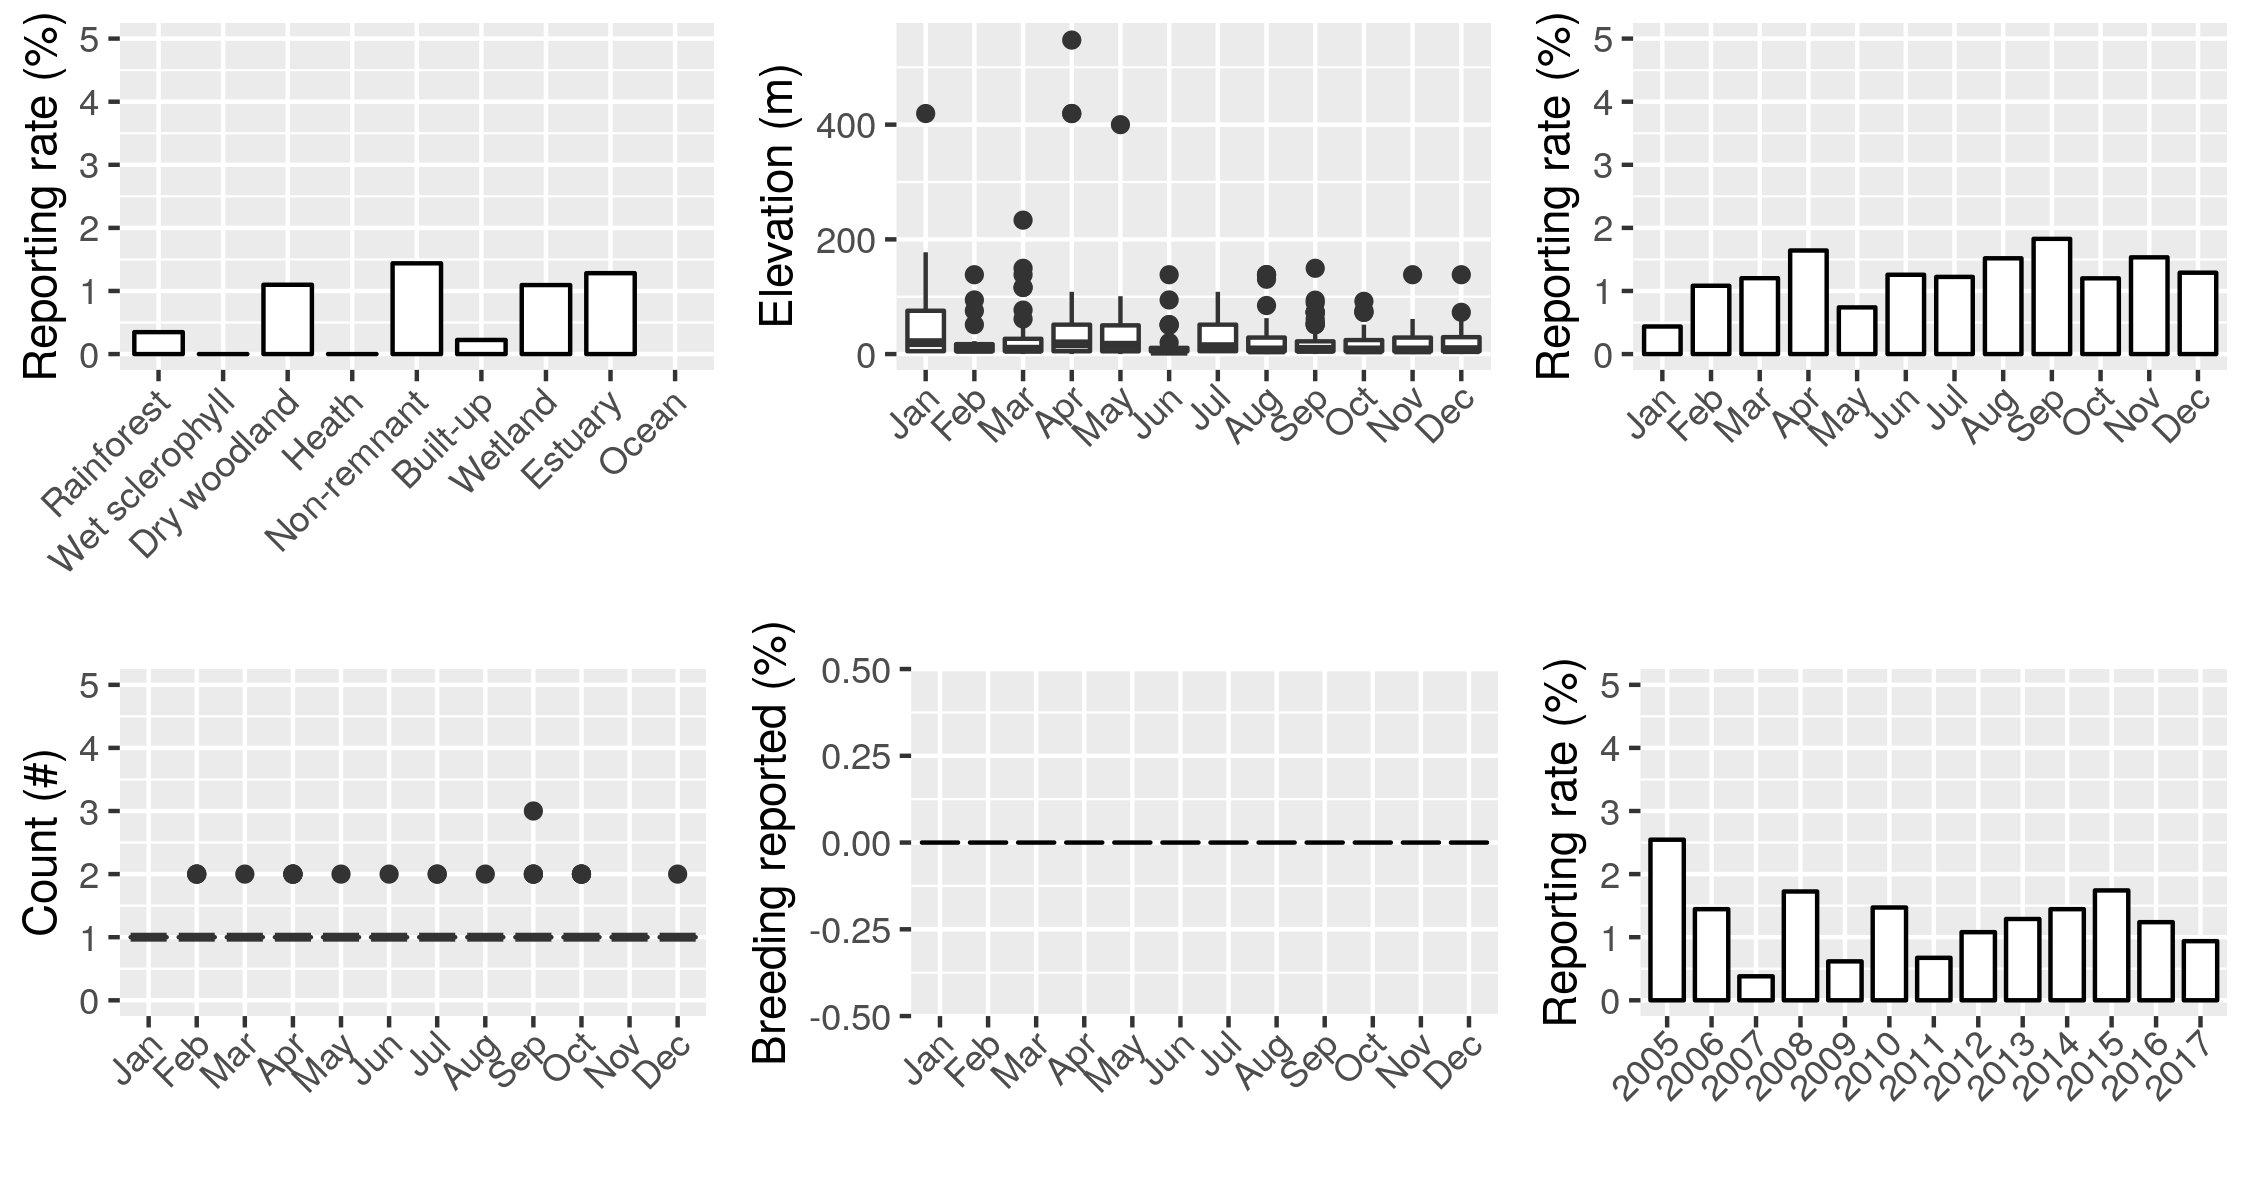 Reporting rate (%)
5
4
3
2
1
0
Rainforest
Wet sclerophyll
Dry woodland
Heath
Non-remnant
Built-up
Wetland
Estuary
Ocean
Elevation (m)
400
200
0
Jan
Feb
Mar
Apr
May
Jun
Jul
Aug
Sep
Oct
Nov
Dec
Reporting rate (%)
5
4
3
2
1
0
Jan
Feb
Mar
Apr
May
Jun
Jul
Aug
Sep
Oct
Nov
Dec
Count (#)
5
4
3
2
1
0
Jan
Feb
Mar
Apr
May
Jun
Jul
Aug
Sep
Oct
Nov
Dec
Breeding reported (%)
0.50
0.25
0.00
-0.25
-0.50
Jan
Feb
Mar
Apr
May
Jun
Jul
Aug
Sep
Oct
Nov
Dec
Reporting rate (%)
5
4
3
2
1
0
2005
2006
2007
2008
2009
2010
2011
2012
2013
2014
2015
2016
2017